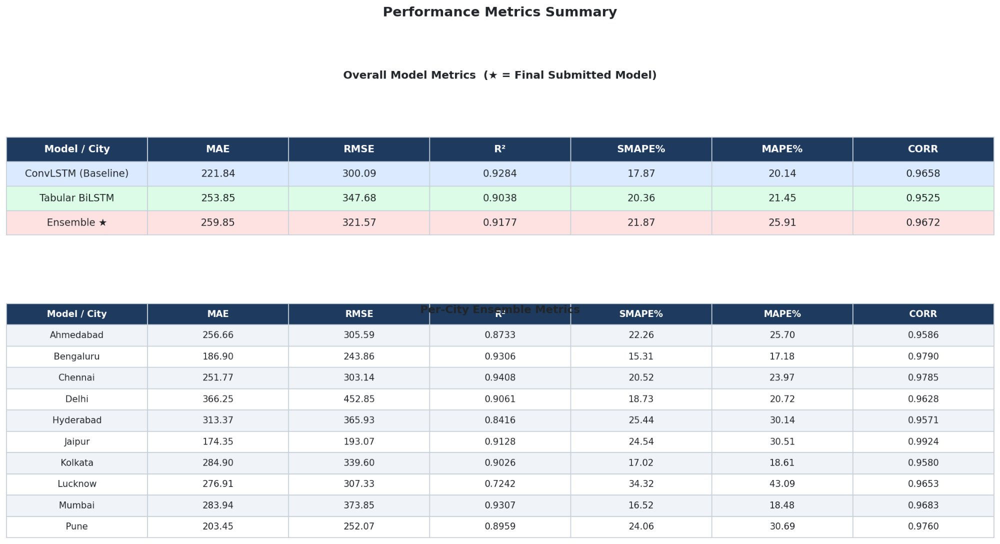 Performance Metrics Summary
Overall Model Metrics  (★ = Final Submitted Model)
Model / City MAE RMSE R² SMAPE% MAPE% CORR
ConvLSTM (Baseline) 221.84 300.09 0.9284 17.87 20.14 0.9658
Tabular BiLSTM 253.85 347.68 0.9038 20.36 21.45 0.9525
Ensemble ★ 259.85 321.57 0.9177 21.87 25.91 0.9672
Per-City Ensemble Metrics
Model / City MAE RMSE R² SMAPE% MAPE% CORR
Ahmedabad 256.66 305.59 0.8733 22.26 25.70 0.9586
Bengaluru 186.90 243.86 0.9306 15.31 17.18 0.9790
Chennai 251.77 303.14 0.9408 20.52 23.97 0.9785
Delhi 366.25 452.85 0.9061 18.73 20.72 0.9628
Hyderabad 313.37 365.93 0.8416 25.44 30.14 0.9571
Jaipur 174.35 193.07 0.9128 24.54 30.51 0.9924
Kolkata 284.90 339.60 0.9026 17.02 18.61 0.9580
Lucknow 276.91 307.33 0.7242 34.32 43.09 0.9653
Mumbai 283.94 373.85 0.9307 16.52 18.48 0.9683
Pune 203.45 252.07 0.8959 24.06 30.69 0.9760